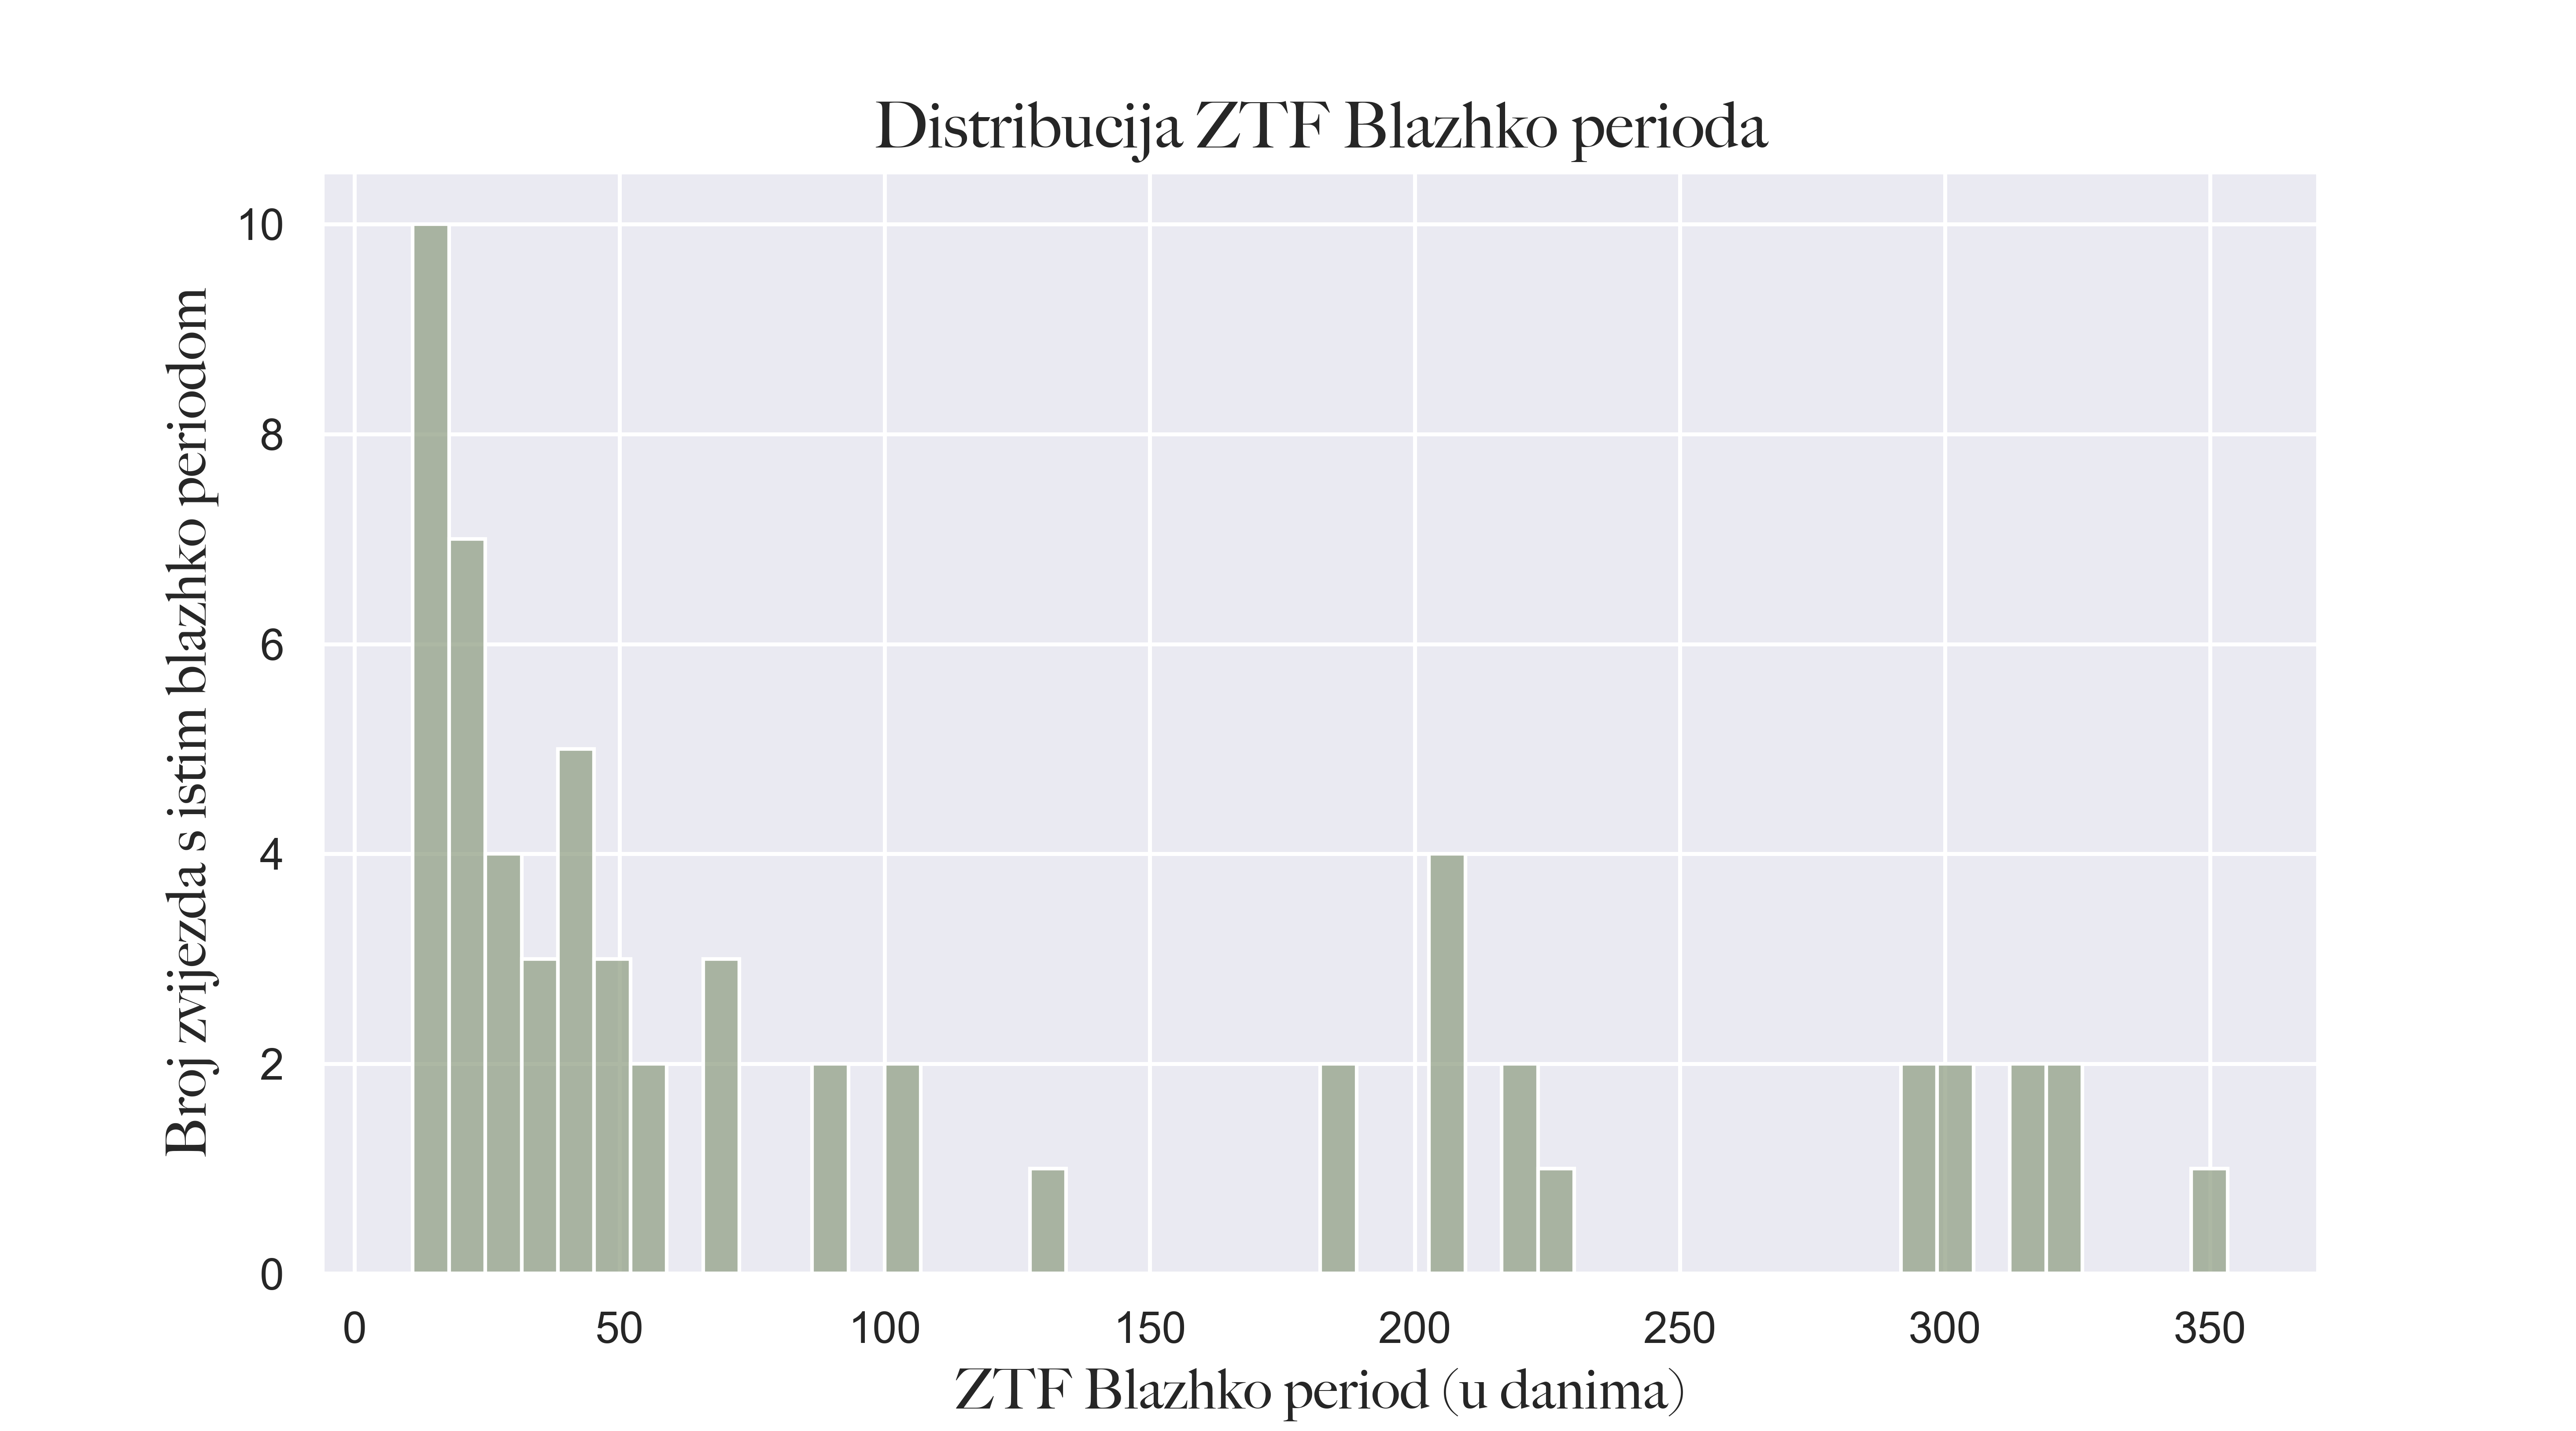 Distribucija ZTF Blazhko perioda
Broj zvijezda s istim blazhko periodom
10
8
6
4
2
0
0 50 100 150 200 250 300 350
ZTF Blazhko period (u danima)